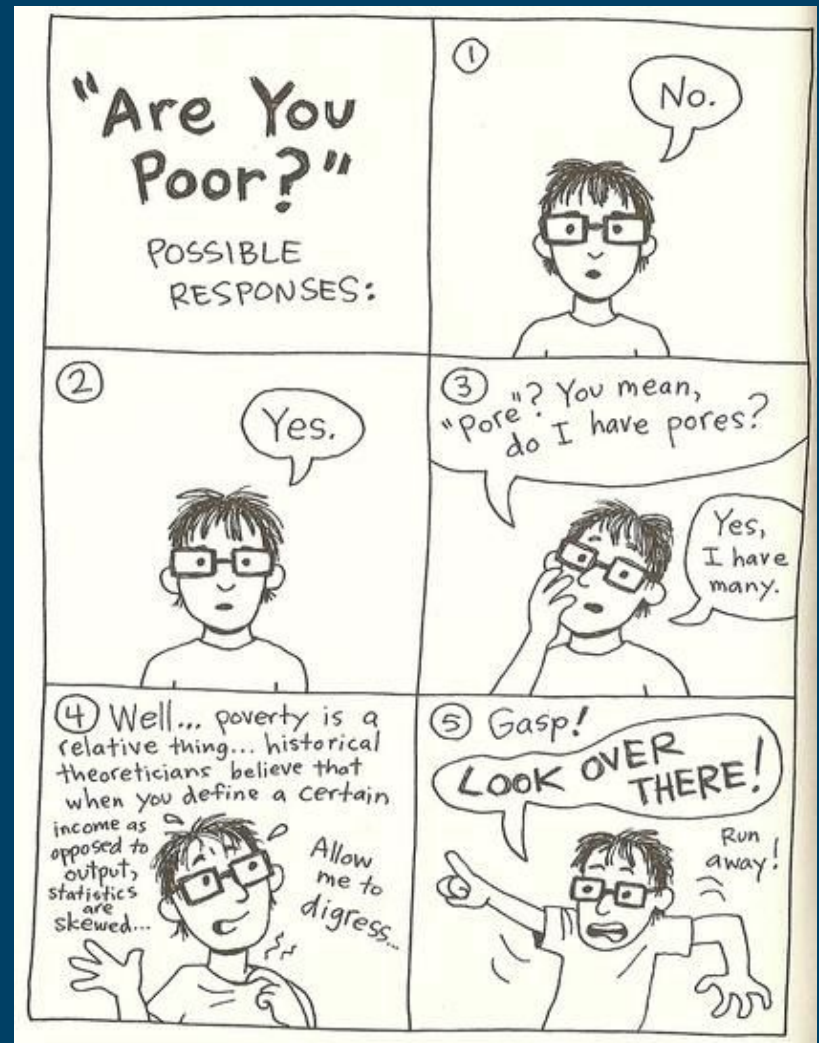 "Are You
Poor?"
POSSIBLE
RESPONSES:
1
No.
2
Yes.
3
"Pore"? You mean,
do I have pores?
Yes,
I have
many.
4 Well... poverty is a
relative thing... historical
theoreticians believe that
when you define a certain
income as
opposed to
output,
statistics
are
skewed...
Allow
me to
digress...
5 Gasp!
LOOK OVER
THERE!
Run
away!